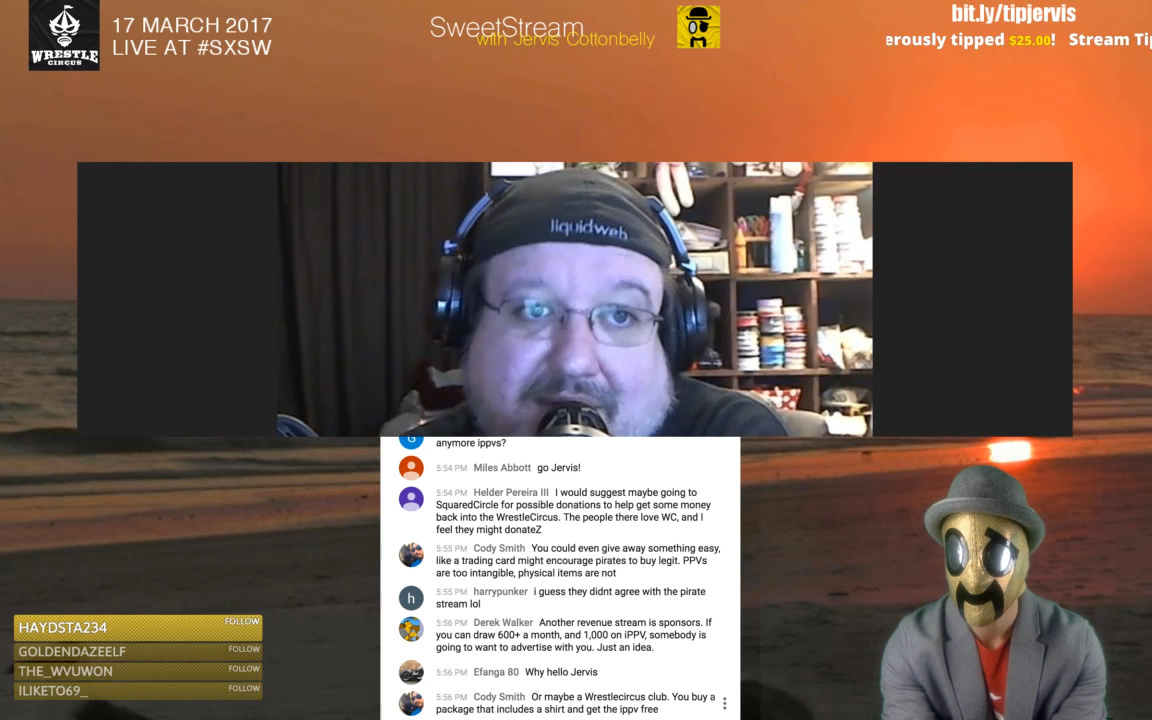 WRESTLE
CIRCUS
17 MARCH 2017
LIVE AT #SXSW
SweetStream
with Jervis Cottonbelly
bit.ly/tipjervis
erously tipped $25.00! Stream Tip
liquidweb
G
anymore ippvs?
5:54 PM Miles Abbott go Jervis!
5:54 PM Helder Pereira III I would suggest maybe going to
SquaredCircle for possible donations to help get some money
back into the WrestleCircus. The people there love WC, and I
feel they might donateZ
5:55 PM Cody Smith You could even give away something easy,
like a trading card might encourage pirates to buy legit. PPVs
are too intangible, physical items are not
h
5:55 PM harrypunker i guess they didnt agree with the pirate
stream lol
5:56 PM Derek Walker Another revenue stream is sponsors. If
you can draw 600+ a month, and 1,000 on iPPV, somebody is
going to want to advertise with you. Just an idea.
5:56 PM Efanga 80 Why hello Jervis
5:56 PM Cody Smith Or maybe a Wrestlecircus club. You buy a
package that includes a shirt and get the ippv free
HAYDSTA234 FOLLOW
GOLDENDAZEELF FOLLOW
THE_WVUWON FOLLOW
ILIKETO69_ FOLLOW